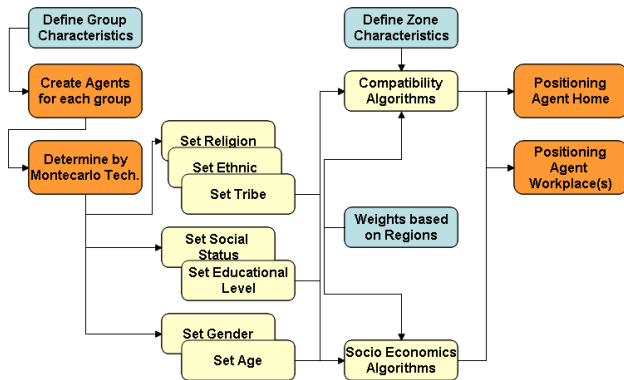 Define Group
Characteristics
Create Agents
for each group
Determine by
Montecarlo Tech.
Set Religion
Set Ethnic
Set Tribe
Set Social
Status
Set Educational
Level
Set Gender
Set Age
Define Zone
Characteristics
Compatibility
Algorithms
Weights based
on Regions
Socio Economics
Algorithms
Positioning
Agent Home
Positioning
Agent
Workplace(s)